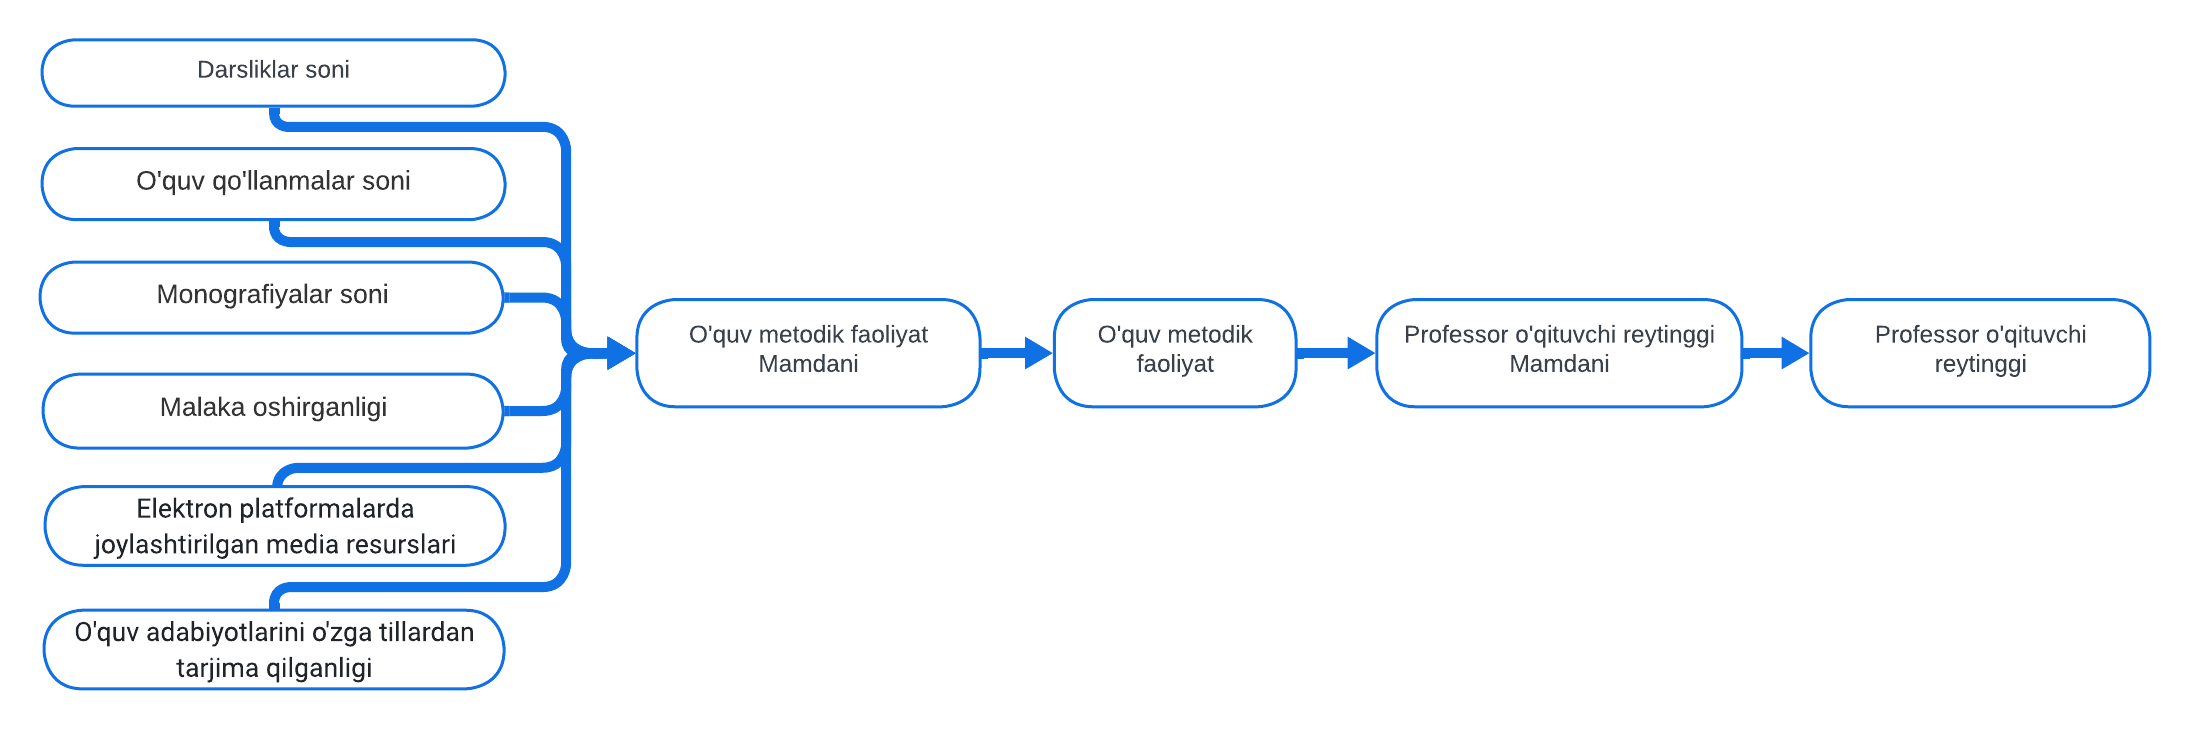 Darsliklar soni
O'quv qo'llanmalar soni
Monografiyalar soni
Malaka oshirganligi
Elektron platformalarda
joylashtirilgan media resurslari
O'quv adabiyotlarini o'zga tillardan
tarjima qilganligi
O'quv metodik faoliyat
Mamdani
O'quv metodik
faoliyat
Professor o'qituvchi reytinggi
Mamdani
Professor o'qituvchi
reytinggi